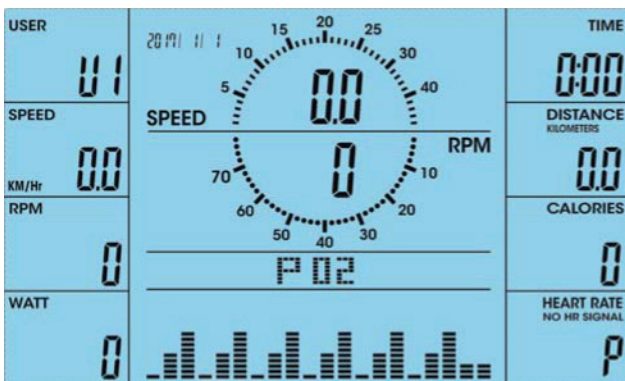 USER
U1
SPEED
KM/Hr 0.0
RPM
0
WATT
0
2019/ 1/ 1
5 10 15 20 25 30 40
SPEED 0.0
RPM
0
70 60 50 40 30 20 10
P02
TIME
0:00
DISTANCE
KILOMETERS
0.0
CALORIES
0
HEART RATE
NO HR SIGNAL
P